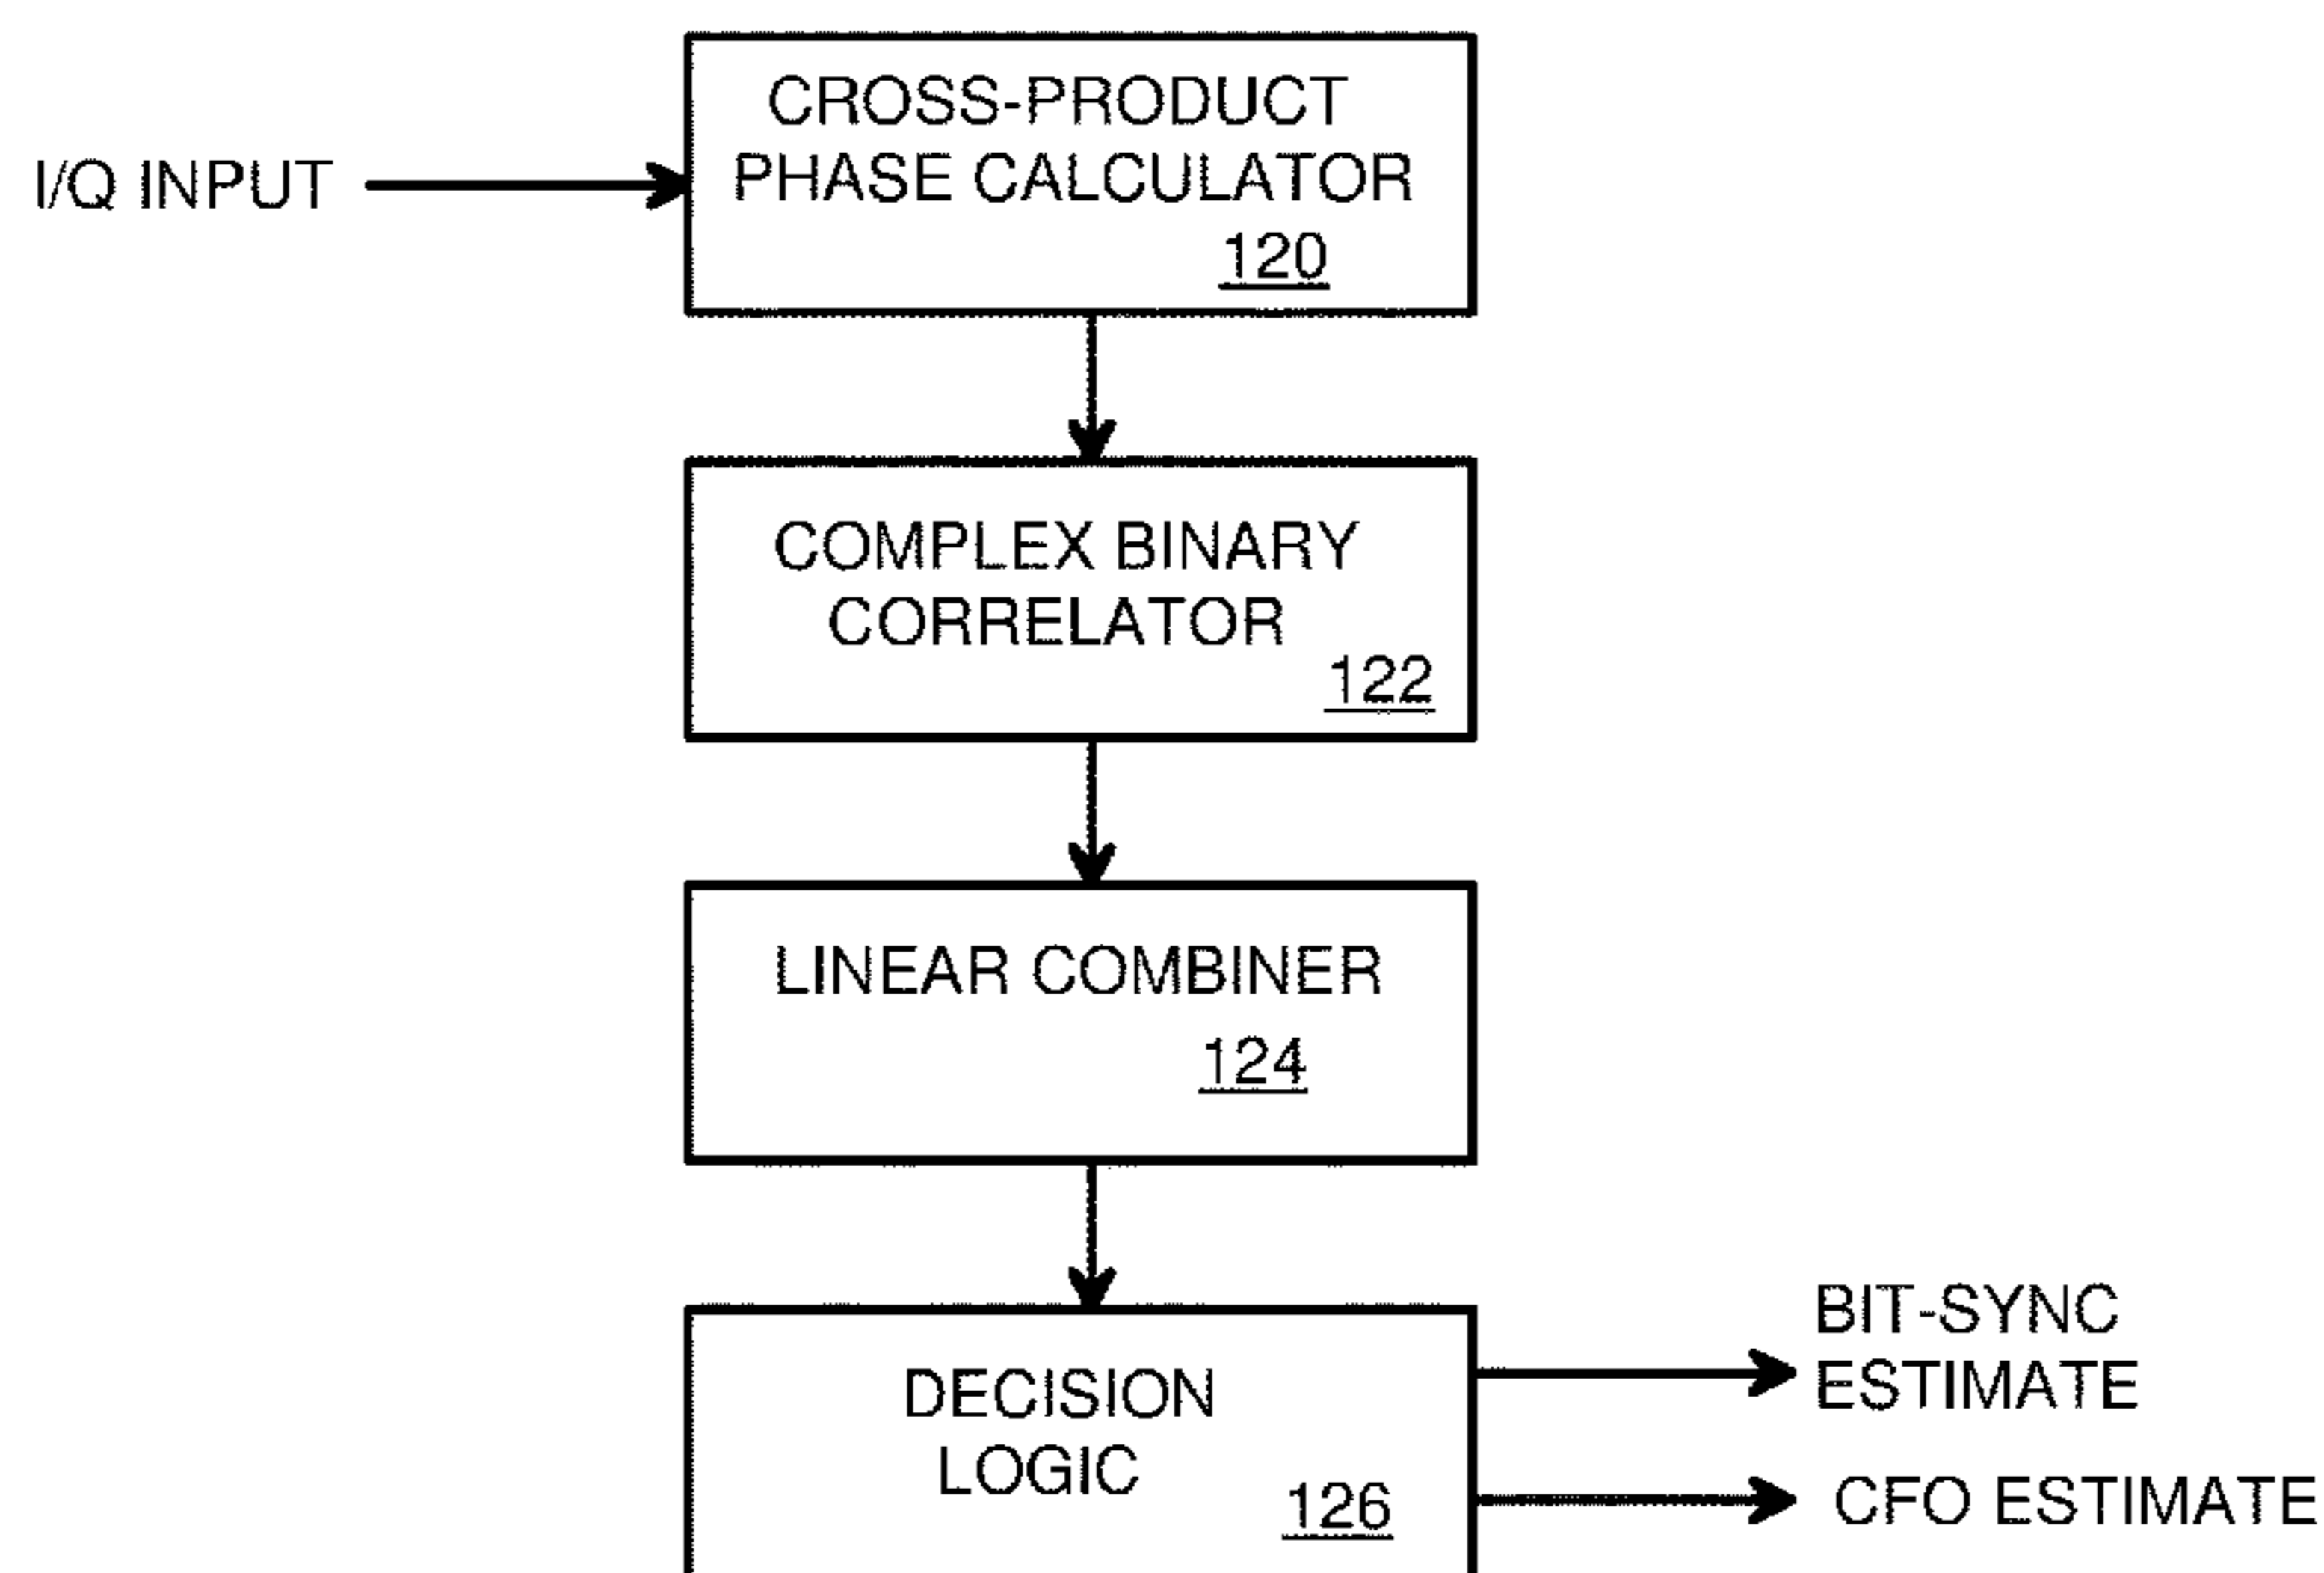 CROSS-PRODUCT
I/Q INPUT
PHASE CALCULATOR
120
COMPLEX BINARY
CORRELATOR
122
LINEAR COMBINER
124
DECISION
LOGIC
126
BIT-SYNC
ESTIMATE
CFO ESTIMATE